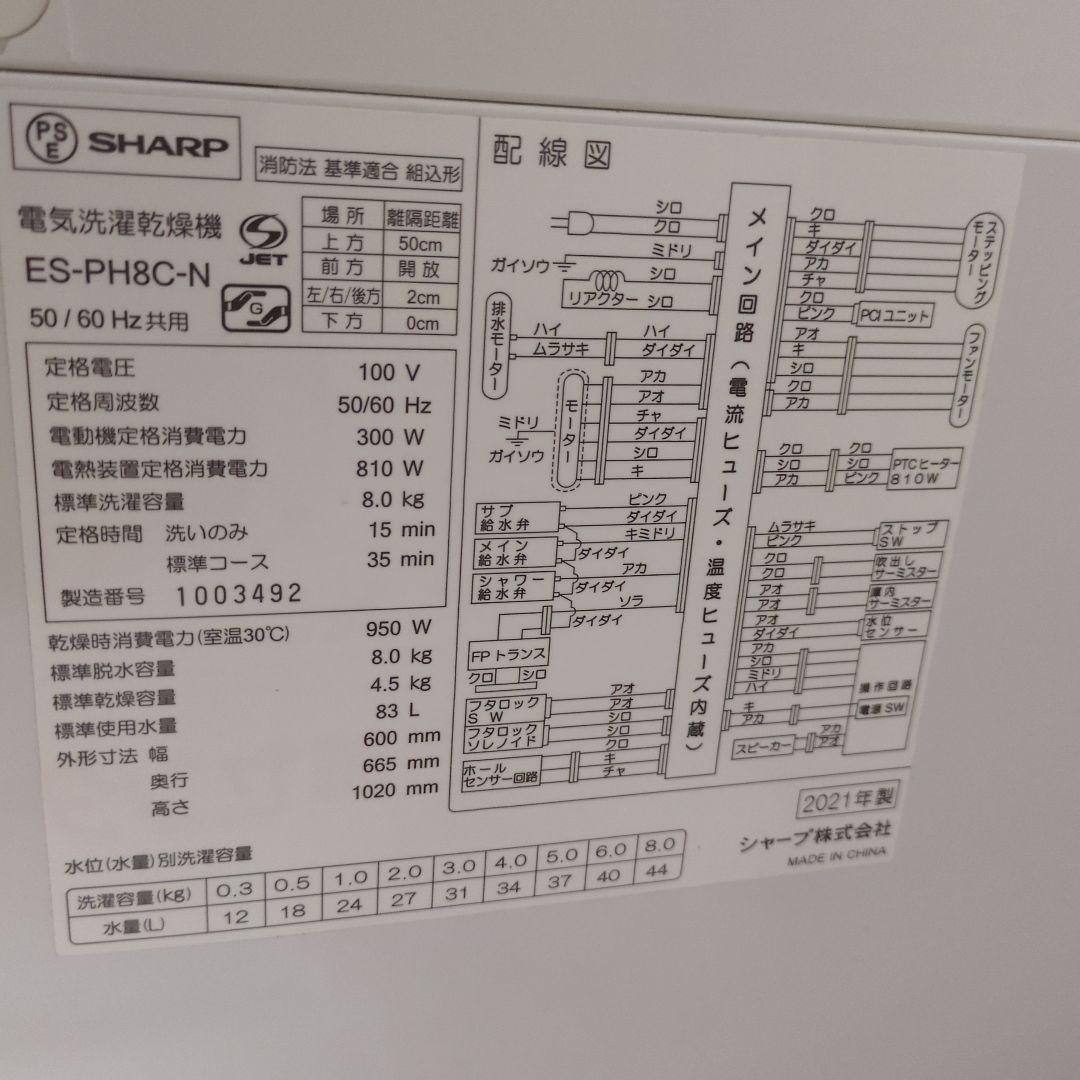 PSE SHARP
消防法 基準適合 組込形
電気洗濯乾燥機
ES-PH8C-N
JET
G
50/60 Hz共用
場所 離隔距離
上方 50cm
前方 開放
左/右/後方 2cm
下方 0cm
定格電圧 100 V
定格周波数 50/60 Hz
電動機定格消費電力 300 W
電熱装置定格消費電力 810 W
標準洗濯容量 8.0 kg
定格時間 洗いのみ 15 min
標準コース 35 min
製造番号 1003492
乾燥時消費電力(室温30℃) 950 W
標準脱水容量 8.0 kg
標準乾燥容量 4.5 kg
標準使用水量 83 L
外形寸法 幅 600 mm
奥行 665 mm
高さ 1020 mm
水位(水量)別洗濯容量
洗濯容量(kg) 0.3 0.5 1.0 2.0 3.0 4.0 5.0 6.0 8.0
水量(L) 12 18 24 27 31 34 37 40 44
配線図
シロ
クロ
ミドリ
ガイソウ
シロ
リアクター シロ
排水モーター
ハイ ハイ
ムラサキ ダイダイ
モーター
アカ
アオ
チャ
ダイダイ
シロ
キ
ミドリ
ガイソウ
サブ給水弁
ピンク
ダイダイ
メイン給水弁
キミドリ
ダイダイ
シャワー給水弁
アカ
ダイダイ
ソラ
ダイダイ
FPトランス
クロ シロ
フタロックSW
アオ
アオ
フタロックソレノイド
シロ
シロ
ホールセンサー回路
クロ
キ
チャ
メイン回路(電流ヒューズ・温度ヒューズ内蔵)
クロ
キ
ダイダイ
アカ
チャ
ステッピングモーター
クロ
ピンク
PCIユニット
アオ
キ
シロ
クロ
アカ
ファンモーター
クロ クロ
シロ シロ
アカ ピンク
PTCヒーター
810W
ムラサキ
ピンク
ストップSW
クロ
クロ
吹出しサーミスター
アオ
アオ
庫内サーミスター
アオ
ダイダイ
水位センサー
アカ
シロ
ミドリ
ハイ
操作回路
キ
アカ
電源SW
スピーカー
アカ
アオ
2021年製
シャープ株式会社
MADE IN CHINA